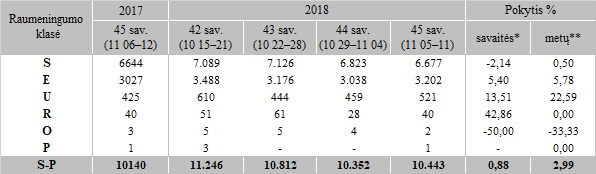 Raumeningumo klasė 2017 2018 Pokytis %
45 sav. (11 06–12) 42 sav. (10 15–21) 43 sav. (10 22–28) 44 sav. (10 29–11 04) 45 sav. (11 05–11) savaitės* metų**
S 6644 7.089 7.126 6.823 6.677 -2,14 0,50
E 3027 3.488 3.176 3.038 3.202 5,40 5,78
U 425 610 444 459 521 13,51 22,59
R 40 51 61 28 40 42,86 0,00
O 3 5 5 4 2 -50,00 -33,33
P 1 3 - - 1 - 0,00
S-P 10140 11.246 10.812 10.352 10.443 0,88 2,99